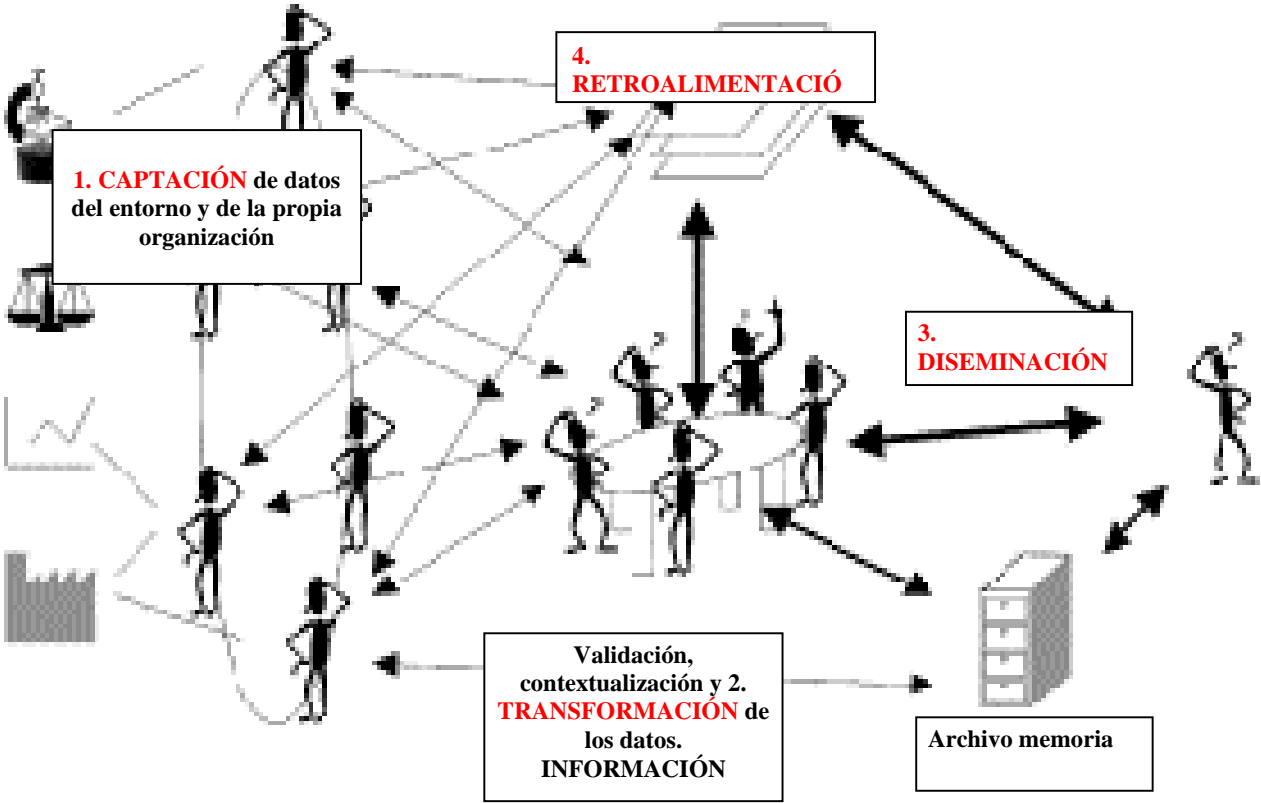 4.
RETROALIMENTACIÓ
1. CAPTACIÓN de datos
del entorno y de la propia
organización
3.
DISEMINACIÓN
Validación,
contextualización y 2.
TRANSFORMACIÓN de
los datos.
INFORMACIÓN
Archivo memoria